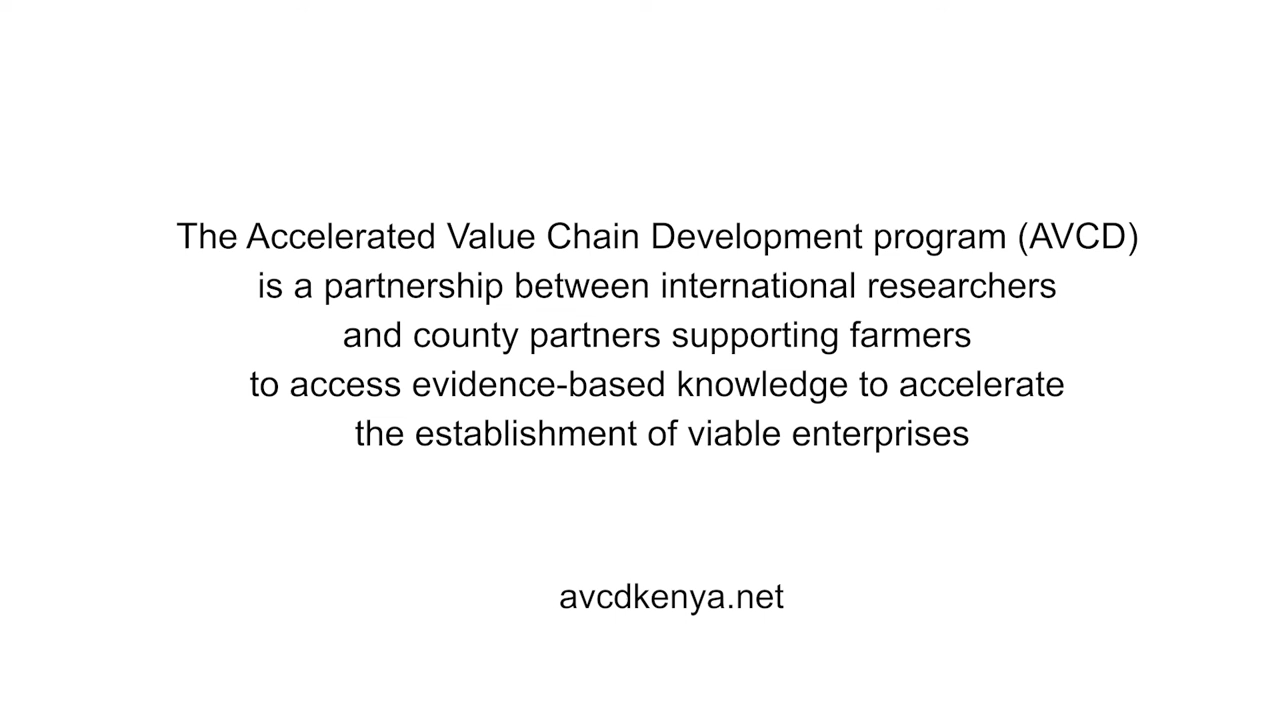 The Accelerated Value Chain Development program (AVCD)
is a partnership between international researchers
and county partners supporting farmers
to access evidence-based knowledge to accelerate
the establishment of viable enterprises
avcdkenya.net